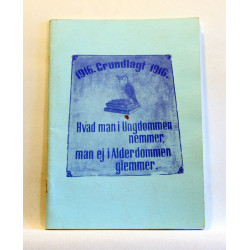 1916. Grundlagt 1916.
Hvad man i Ungdommen
nemmer,
man ej i Alderdommen
glemmer.